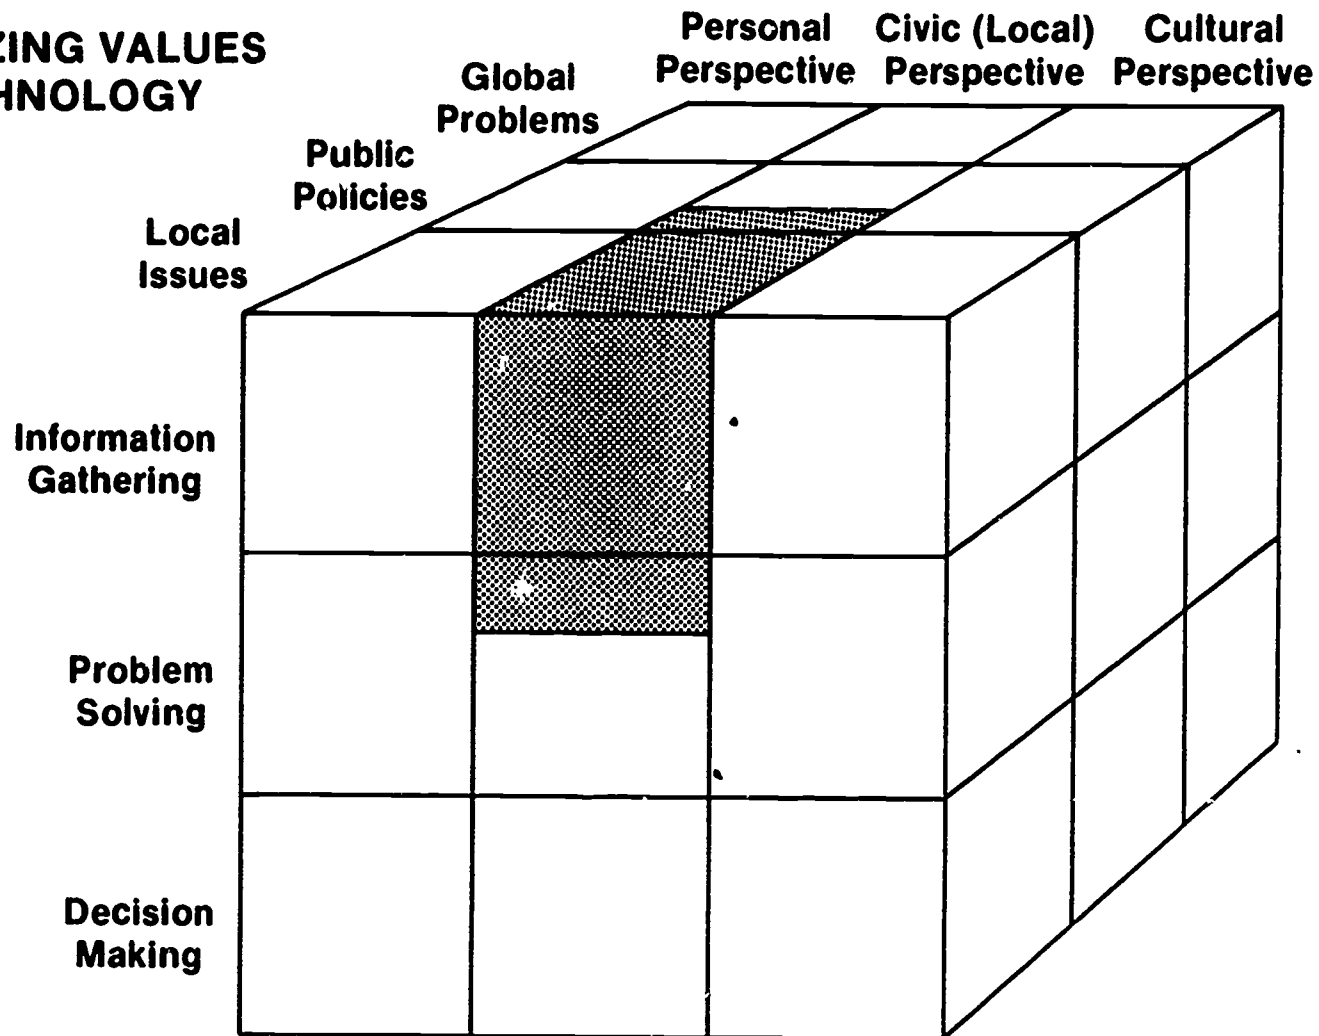 ZING VALUES
HNOLOGY
Personal
Perspective
Civic (Local)
Perspective
Cultural
Perspective
Global
Problems
Public
Policies
Local
Issues
Information
Gathering
Problem
Solving
Decision
Making